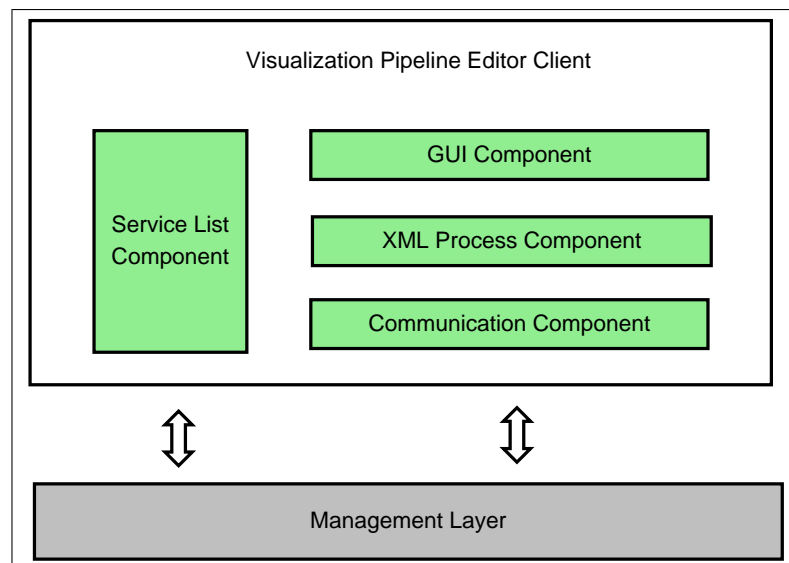 Visualization Pipeline Editor Client
Service List
Component
GUI Component
XML Process Component
Communication Component
Management Layer